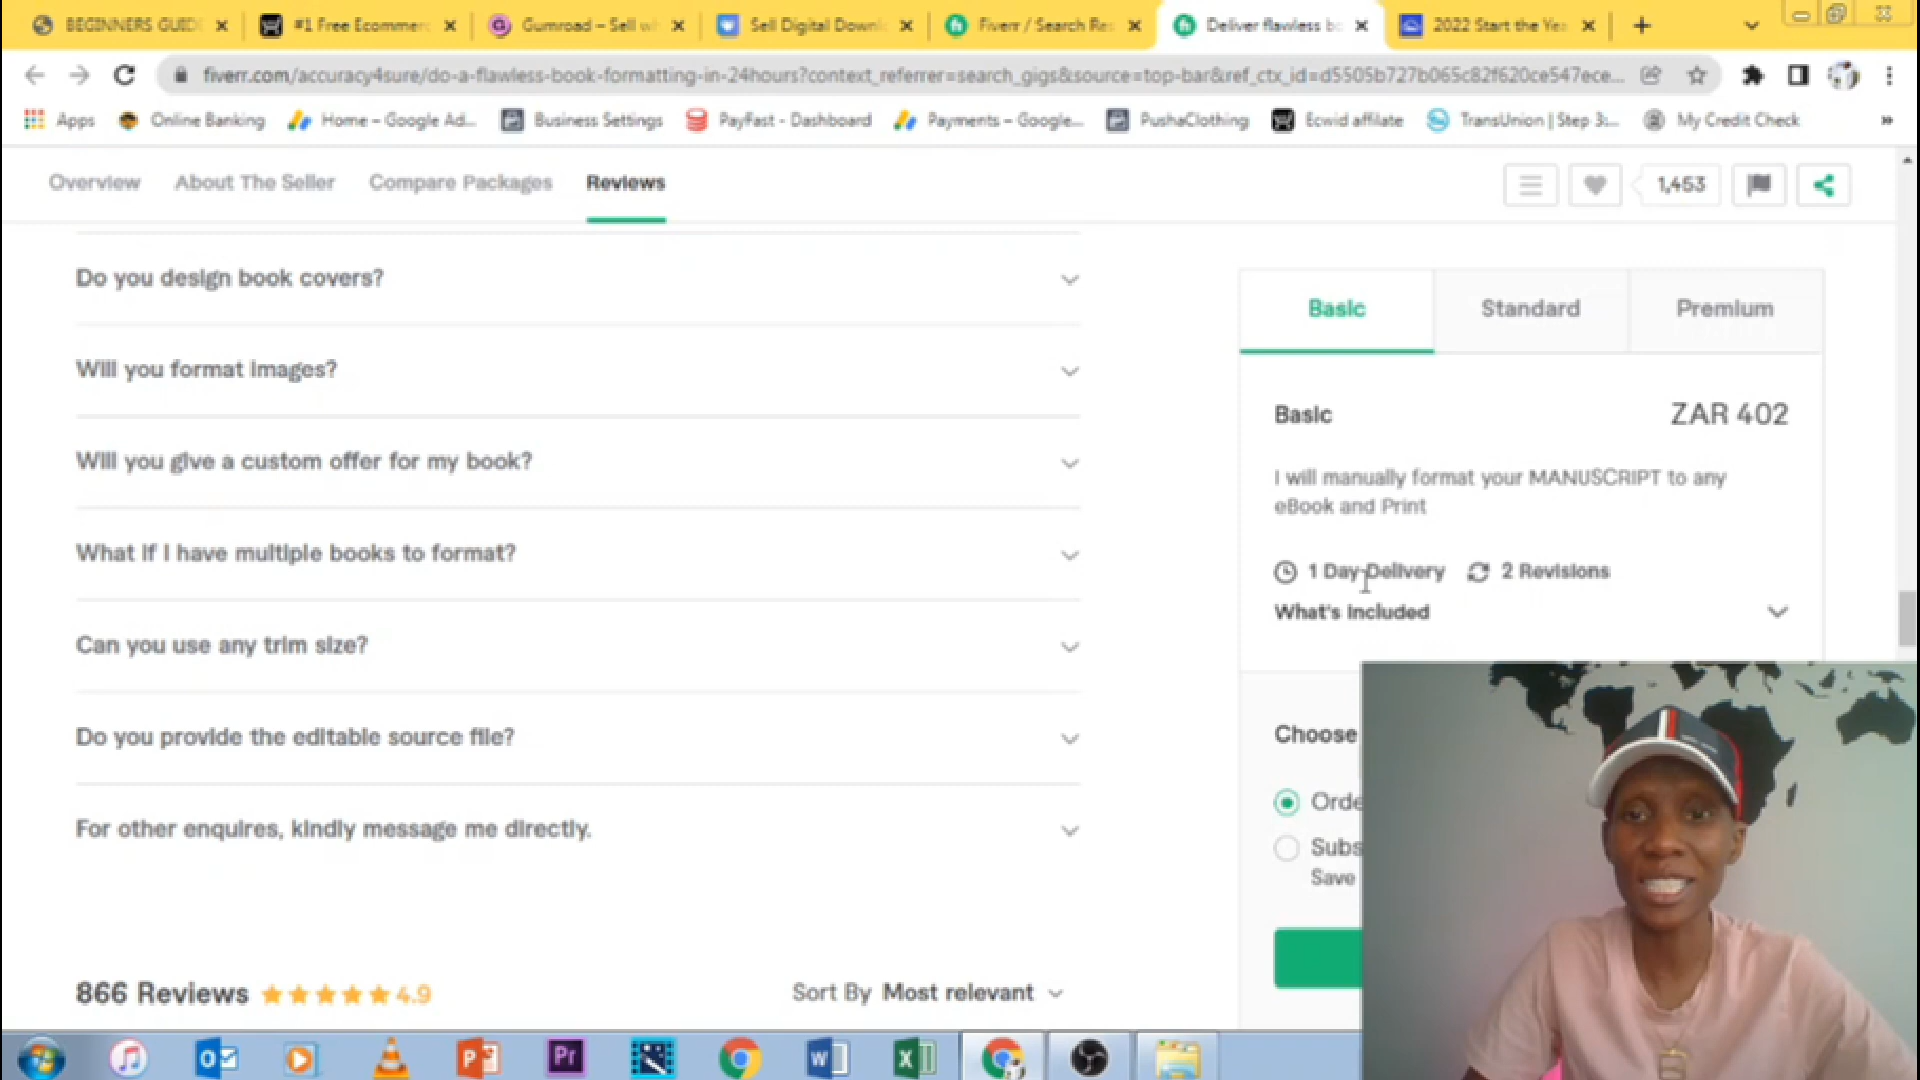 BEGINNERS GUID
#1 Free Ecommerc
Gumroad – Sell wh
Sell Digital Downl
Fiverr / Search Res
Deliver flawless bo
2022 Start the Yea
fiverr.com/accuracy4sure/do-a-flawless-book-formatting-in-24hours?context_referrer=search_gigs&source=top-bar&ref_ctx_id=d5505b727b065c82f620ce547ece...
Apps
Online Banking
Home – Google Ad...
Business Settings
PayFast - Dashboard
Payments – Google...
PushaClothing
Ecwid affilate
TransUnion | Step 3:...
My Credit Check
»
Overview
About The Seller
Compare Packages
Reviews
1,453
Do you design book covers?
Will you format images?
Will you give a custom offer for my book?
What if I have multiple books to format?
Can you use any trim size?
Do you provide the editable source file?
For other enquires, kindly message me directly.
866 Reviews
4.9
Sort By Most relevant
Basic
Standard
Premium
Basic
ZAR 402
I will manually format your MANUSCRIPT to any
eBook and Print
1 Day Delivery
2 Revisions
What's Included
Choose
Orde
Subs
Save